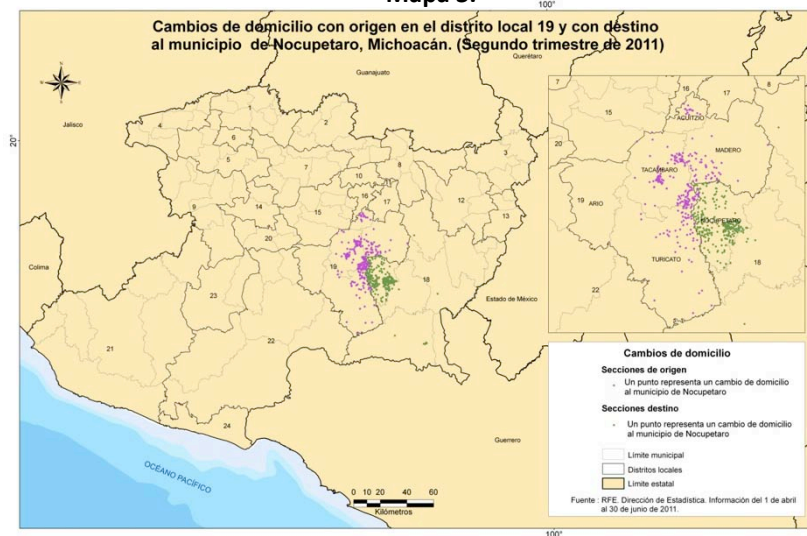 100°
Cambios de domicilio con origen en el distrito local 19 y con destino
al municipio de Nocupetaro, Michoacán. (Segundo trimestre de 2011)
Querétaro
Guanajuato
N
Jalisco
20°
1
2
4
6
5
3
8
7
10
11
16
17
12
9
14
15
13
7
20
19
18
Colima
23
Estado de México
21
22
24
Guerrero
OCÉANO PACÍFICO
0 10 20 40 60
Kilómetros
7
8
16
17
15
ACUITZIO
20
MADERO
TACAMBARO
19
ARIO
NOCUPETARO
TURICATO
18
22
Cambios de domicilio
Secciones de origen
Un punto representa un cambio de domicilio
al municipio de Nocupetaro
Secciones destino
Un punto representa un cambio de domicilio
al municipio de Nocupetaro
Límite municipal
Distritos locales
Límite estatal
Fuente : RFE. Dirección de Estadística. Información del 1 de abril
al 30 de junio de 2011.
100°